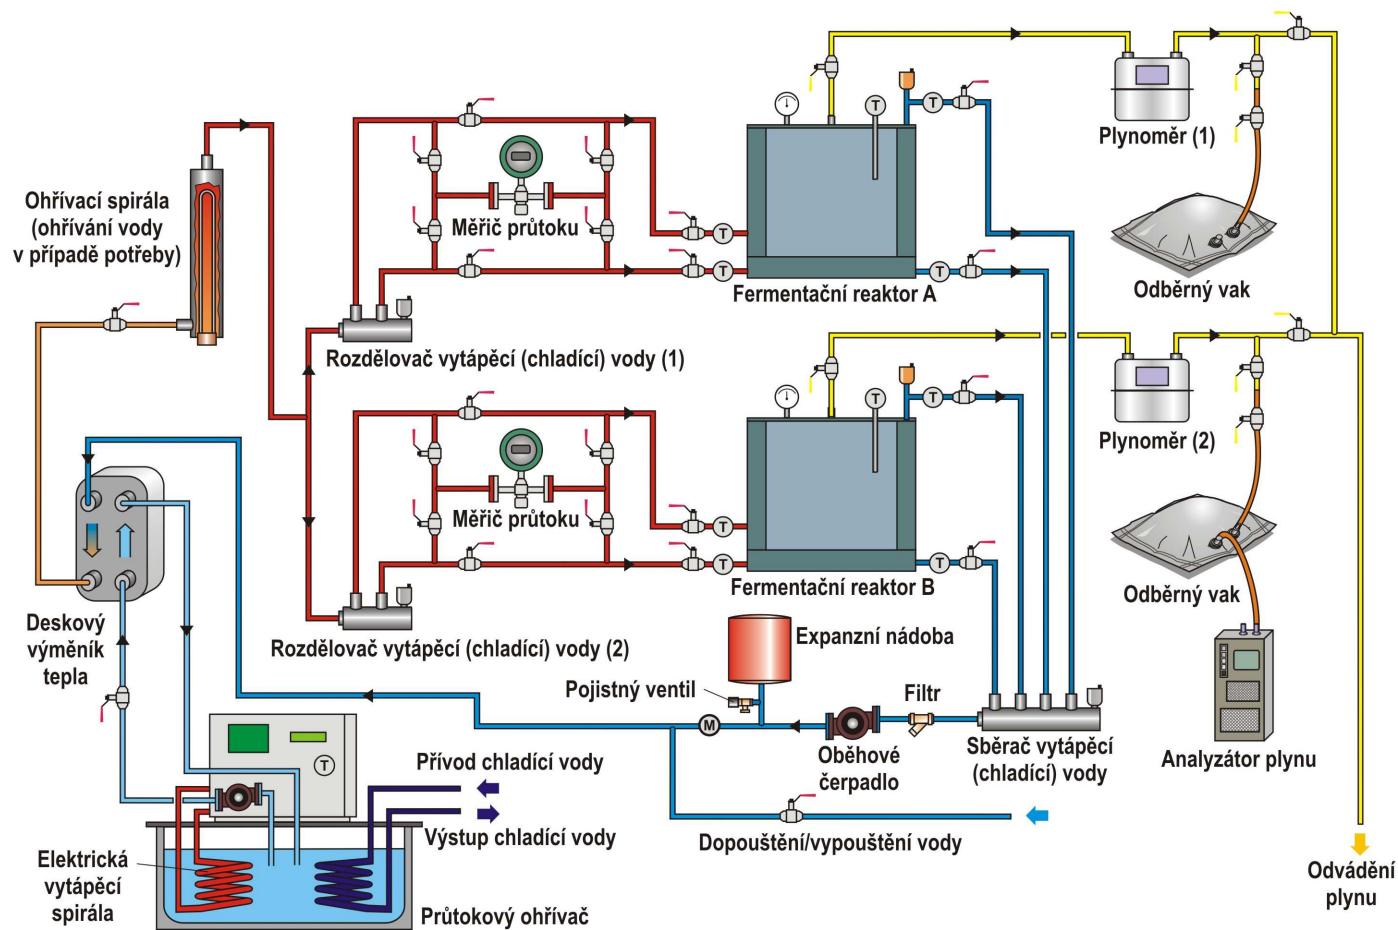 Plynoměr (1)
Ohřívací spirála
(ohřívání vody
v případě potřeby)
Měřič průtoku
T
T
T
T
T
Fermentační reaktor A
Odběrný vak
Rozdělovač vytápěcí (chladící) vody (1)
Plynoměr (2)
Měřič průtoku
T
T
T
T
T
Fermentační reaktor B
Odběrný vak
Deskový
výměník
tepla
Rozdělovač vytápěcí (chladící) vody (2)
Expanzní nádoba
Pojistný ventil
Filtr
M
Oběhové
čerpadlo
Sběrač vytápěcí
(chladící) vody
Analyzátor plynu
T
Přívod chladící vody
Výstup chladící vody
Dopouštění/vypouštění vody
Elektrická
vytápěcí
spirála
Průtokový ohřívač
Odvádění
plynu